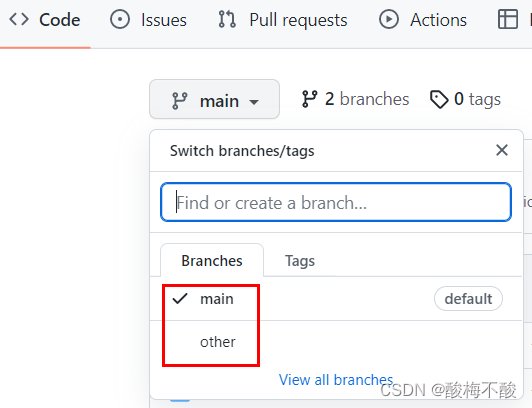 Code Issues Pull requests Actions
main 2 branches 0 tags
Switch branches/tags
Find or create a branch...
Branches Tags
main default
other
View all branches
CSDN @酸梅不酸